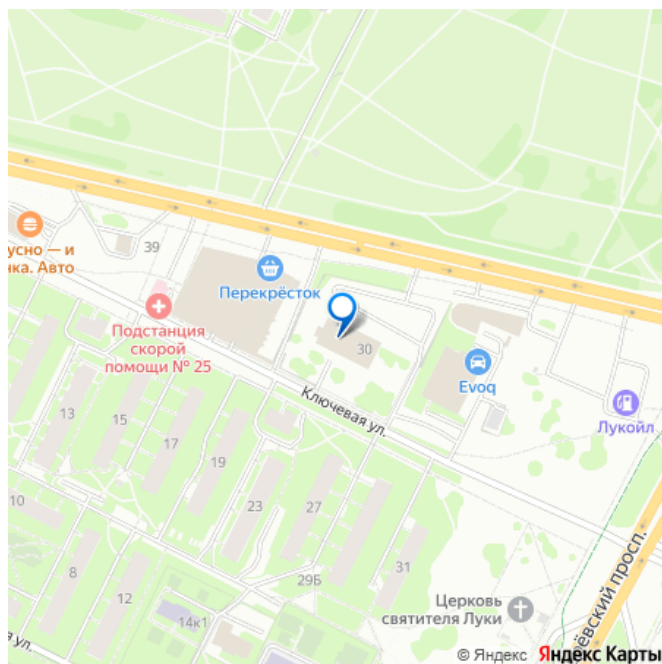 усно — и
нка. Авто
39
Перекрёсток
Подстанция
скорой
помощи № 25
30
Evoq
Лукойл
Ключевая ул.
13
15
17
19
23
27
29Б
31
10
8
12
14к1
Церковь
святителя Луки
ёвский просп.
я ул.
© Яндекс Яндекс Карты